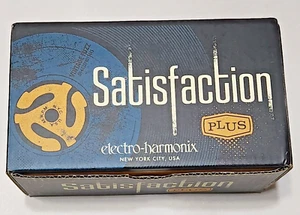 Satisfaction
PLUS
electro-harmonix
NEW YORK CITY, USA
Satisfaction